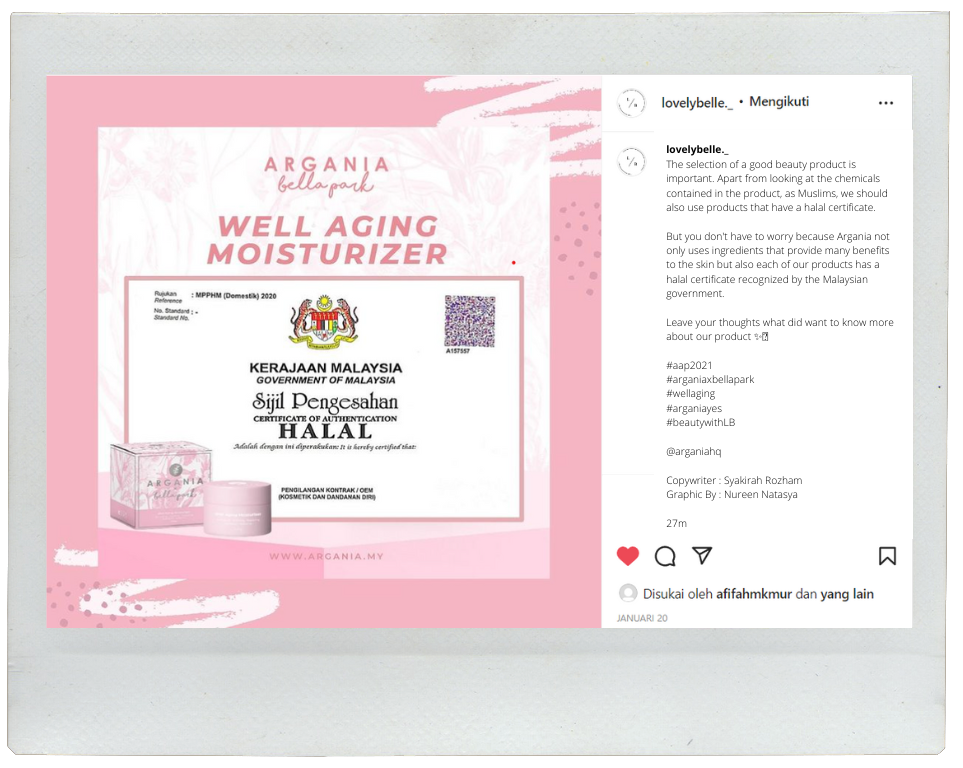 ARGANIA
bella park
WELL AGING
MOISTURIZER
Rujukan
Reference
: MPPHM (Domestik) 2020
No. Standard : -
Standard No.
A157557
KERAJAAN MALAYSIA
GOVERNMENT OF MALAYSIA
Sijil Pengesahan
CERTIFICATE OF AUTHENTICATION
HALAL
Adalah dengan ini diperakukan: It is hereby certified that:
PENGILANGAN KONTRAK / OEM
(KOSMETIK DAN DANDANAN DIRI)
ARGANIA
bella park
WWW.ARGANIA.MY
lovelybelle._ • Mengikuti
lovelybelle._
The selection of a good beauty product is
important. Apart from looking at the chemicals
contained in the product, as Muslims, we should
also use products that have a halal certificate.
But you don't have to worry because Argania not
only uses ingredients that provide many benefits
to the skin but also each of our products has a
halal certificate recognized by the Malaysian
government.
Leave your thoughts what did want to know more
about our product ✨
#aap2021
#arganiaxbellapark
#wellaging
#arganiayes
#beautywithLB
@arganiahq
Copywriter : Syakirah Rozham
Graphic By : Nureen Natasya
27m
Disukai oleh afifahmkmur dan yang lain
JANUARI 20